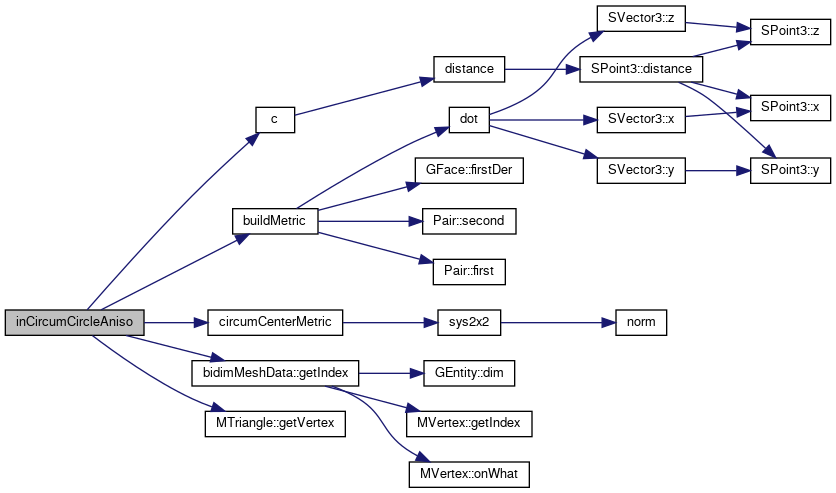 SVector3::z
SPoint3::z
distance
SPoint3::distance
c
dot
SVector3::x
SPoint3::x
GFace::firstDer
SVector3::y
SPoint3::y
buildMetric
Pair::second
Pair::first
inCircumCircleAniso
circumCenterMetric
sys2x2
norm
bidimMeshData::getIndex
GEntity::dim
MTriangle::getVertex
MVertex::getIndex
MVertex::onWhat